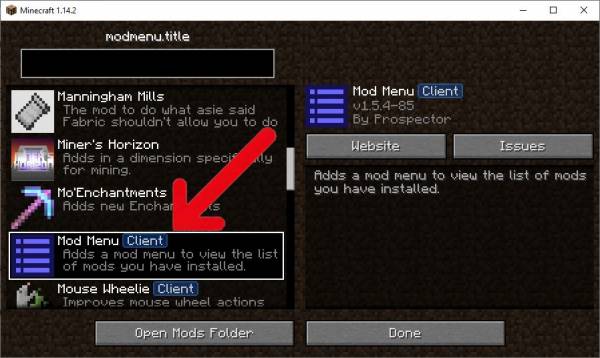 Minecraft 1.14.2
modmenu.title
Manningham Mills
The mod to do what asie said
Fabric shouldn't allow you to do
Miner's Horizon
Adds in a dimension specifically
for mining.
Mo'Enchantments
Adds new Enchantments
Mod Menu Client
Adds a mod menu to view the list
of mods you have installed.
Mouse Wheelie Client
Improves mouse wheel actions
Mod Menu Client
v1.5.4-85
By Prospector
Website
Issues
Adds a mod menu to view the list of mods
you have installed.
Open Mods Folder
Done